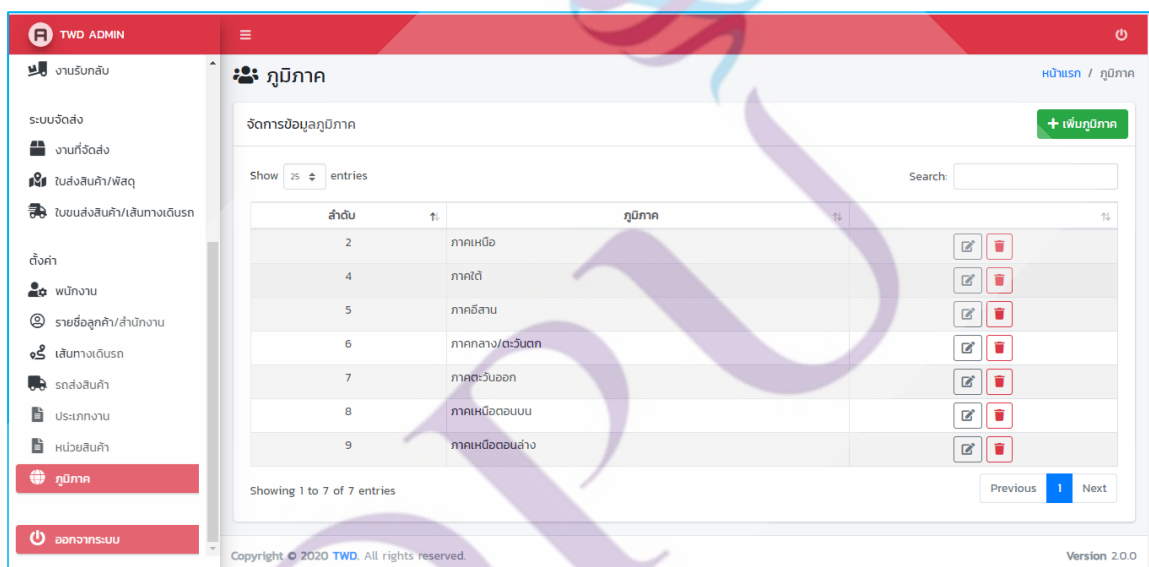 TWD ADMIN
งานรับกลับ
ระบบจัดส่ง
งานที่จัดส่ง
ใบส่งสินค้า/พัสดุ
ใบขนส่งสินค้า/เส้นทางเดินรถ
ตั้งค่า
พนักงาน
รายชื่อลูกค้า/สำนักงาน
เส้นทางเดินรถ
รถส่งสินค้า
ประเภทงาน
หน่วยสินค้า
ภูมิภาค
ออกจากระบบ
ภูมิภาค
หน้าแรก / ภูมิภาค
จัดการข้อมูลภูมิภาค
+ เพิ่มภูมิภาค
Show 25 entries
Search:
ลำดับ ภูมิภาค
2 ภาคเหนือ
4 ภาคใต้
5 ภาคอีสาน
6 ภาคกลาง/ตะวันตก
7 ภาคตะวันออก
8 ภาคเหนือตอนบน
9 ภาคเหนือตอนล่าง
Showing 1 to 7 of 7 entries
Previous 1 Next
Copyright © 2020 TWD. All rights reserved.
Version 2.0.0